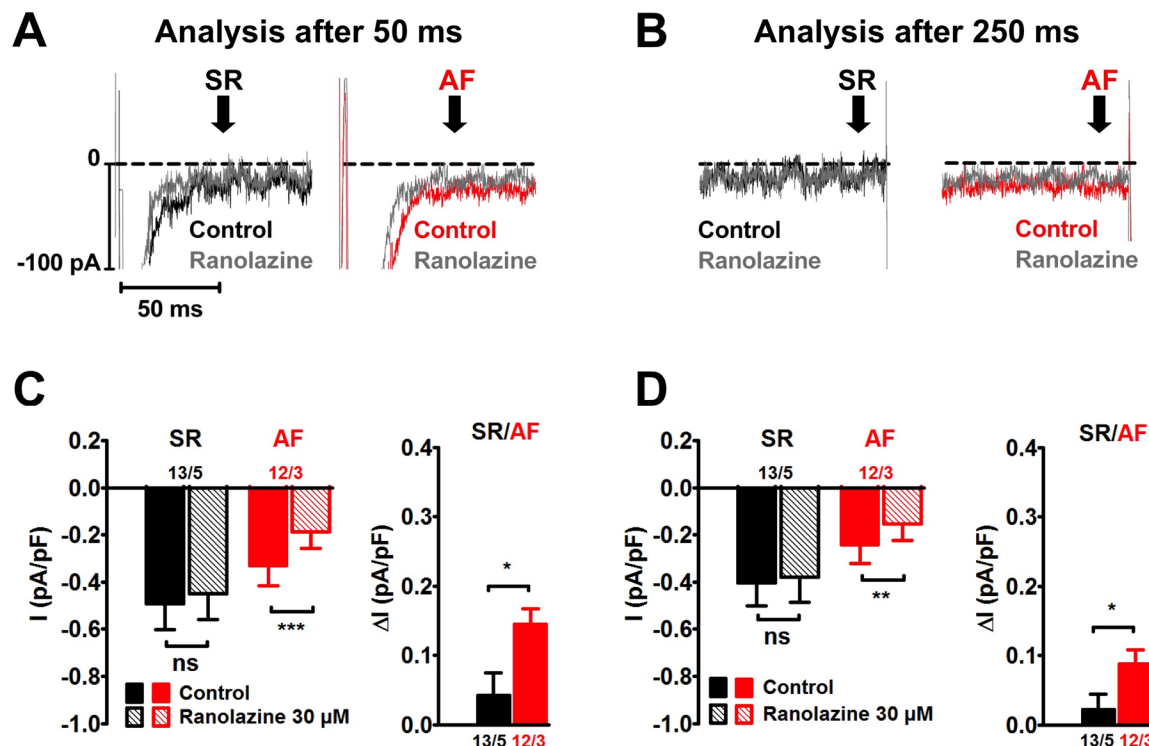 A
Analysis after 50 ms
SR
AF
0
-100 pA
Control
Ranolazine
Control
Ranolazine
50 ms
B
Analysis after 250 ms
SR
AF
0
Control
Ranolazine
Control
Ranolazine
C
I (pA/pF)
0.2
0.0
-0.2
-0.4
-0.6
-0.8
-1.0
SR
AF
13/5
12/3
ns
***
Control
Ranolazine 30 µM
SR/AF
ΔI (pA/pF)
0.4
0.3
0.2
0.1
0.0
*
13/5 12/3
D
I (pA/pF)
0.2
0.0
-0.2
-0.4
-0.6
-0.8
-1.0
SR
AF
13/5
12/3
ns
**
Control
Ranolazine 30 µM
SR/AF
ΔI (pA/pF)
0.4
0.3
0.2
0.1
0.0
*
13/5 12/3